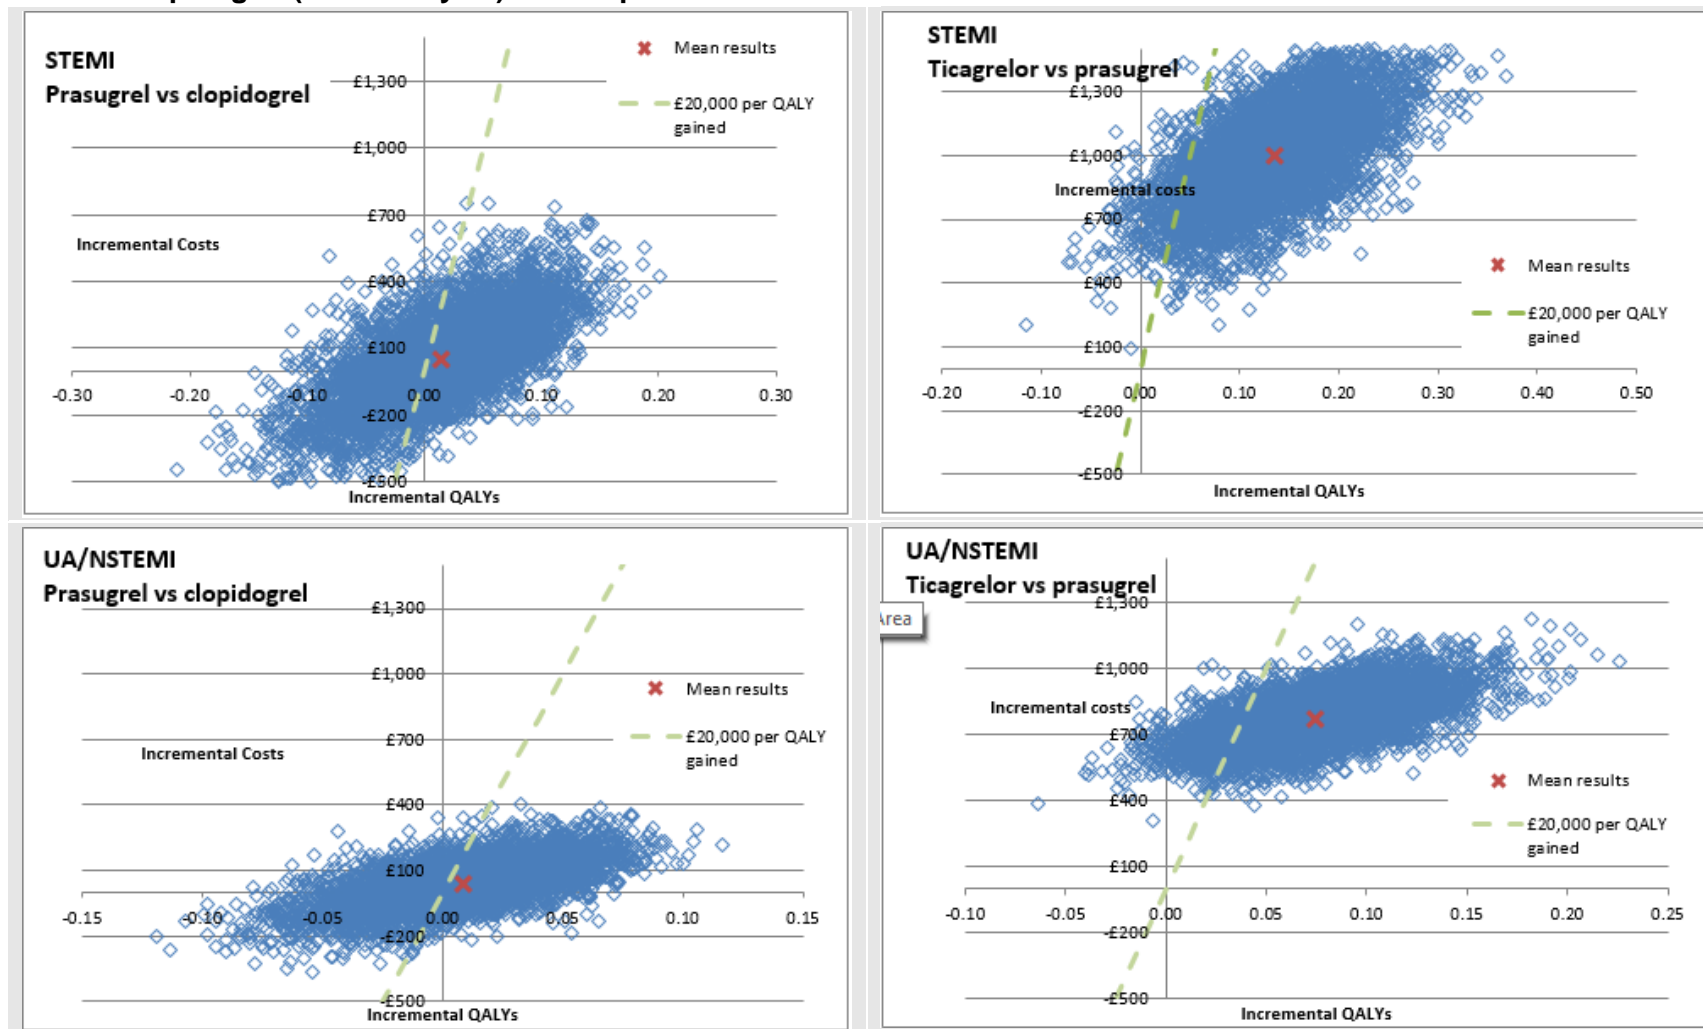 STEMI
Prasugrel vs clopidogrel
Mean results
£20,000 per QALY
gained
£1,300
£1,000
£700
Incremental Costs
£400
£100
-0.30 -0.20 -0.10 0.00 0.10 0.20 0.30
-£200
-£500
Incremental QALYs
STEMI
Ticagrelor vs prasugrel
£1,300
£1,000
Incremental costs
£700
Mean results
£400
£20,000 per QALY
gained
£100
-0.20 -0.10 0.00 0.10 0.20 0.30 0.40 0.50
-£200
-£500
Incremental QALYs
UA/NSTEMI
Prasugrel vs clopidogrel
£1,300
£1,000
Mean results
£700
£20,000 per QALY
gained
Incremental Costs
£400
£100
-0.15 -0.10 -0.05 0.00 0.05 0.10 0.15
-£200
-£500
Incremental QALYs
UA/NSTEMI
Ticagrelor vs prasugrel
£1,300
Area
£1,000
Incremental costs
£700
Mean results
£400
£20,000 per QALY
gained
£100
-0.10 -0.05 0.00 0.05 0.10 0.15 0.20 0.25
-£200
-£500
Incremental QALYs